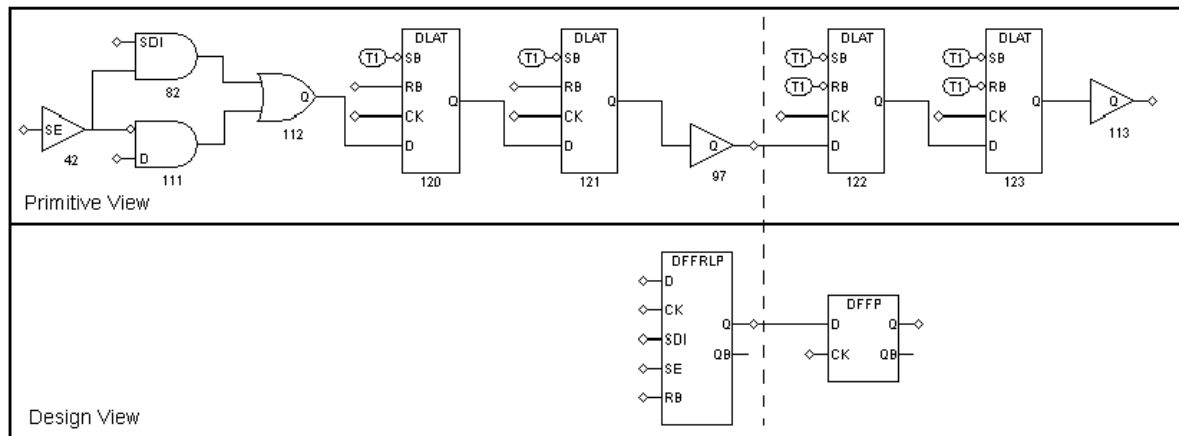 SDI
82
SE
42
D
111
Q
112
DLAT
T1
SB
RB
CK
Q
D
120
DLAT
T1
SB
RB
CK
Q
D
121
Q
97
DLAT
T1
SB
T1
RB
CK
Q
D
122
DLAT
T1
SB
T1
RB
CK
Q
D
123
Q
113
Primitive View
DFFRLP
D
CK
SDI
SE
RB
Q
QB
DFFP
D
CK
Q
QB
Design View